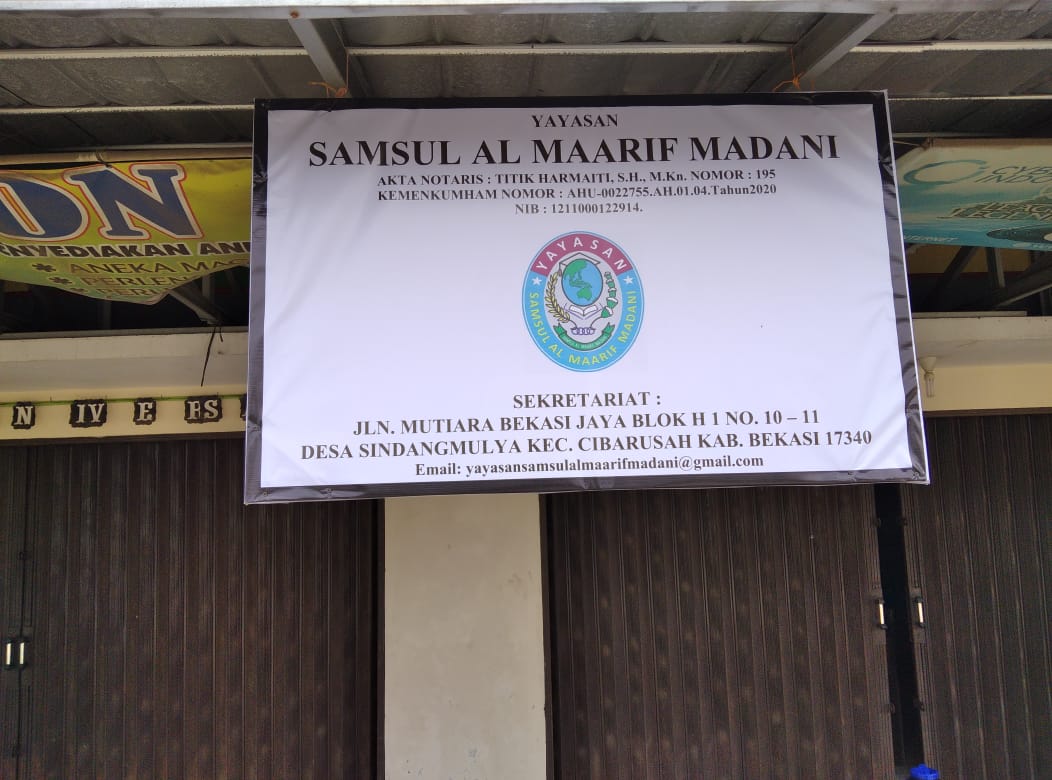 YAYASAN
SAMSUL AL MAARIF MADANI
AKTA NOTARIS : TITIK HARMAITI, S.H., M.Kn. NOMOR : 195
KEMENKUMHAM NOMOR : AHU-0022755.AH.01.04.Tahun2020
NIB : 1211000122914.
YAYASAN
SAMSUL AL MAARIF MADANI
SEKRETARIAT :
JLN. MUTIARA BEKASI JAYA BLOK H 1 NO. 10 – 11
DESA SINDANGMULYA KEC. CIBARUSAH KAB. BEKASI 17340
Email: yayasansamsulalmaarifmadani@gmail.com
ON
ANEKA